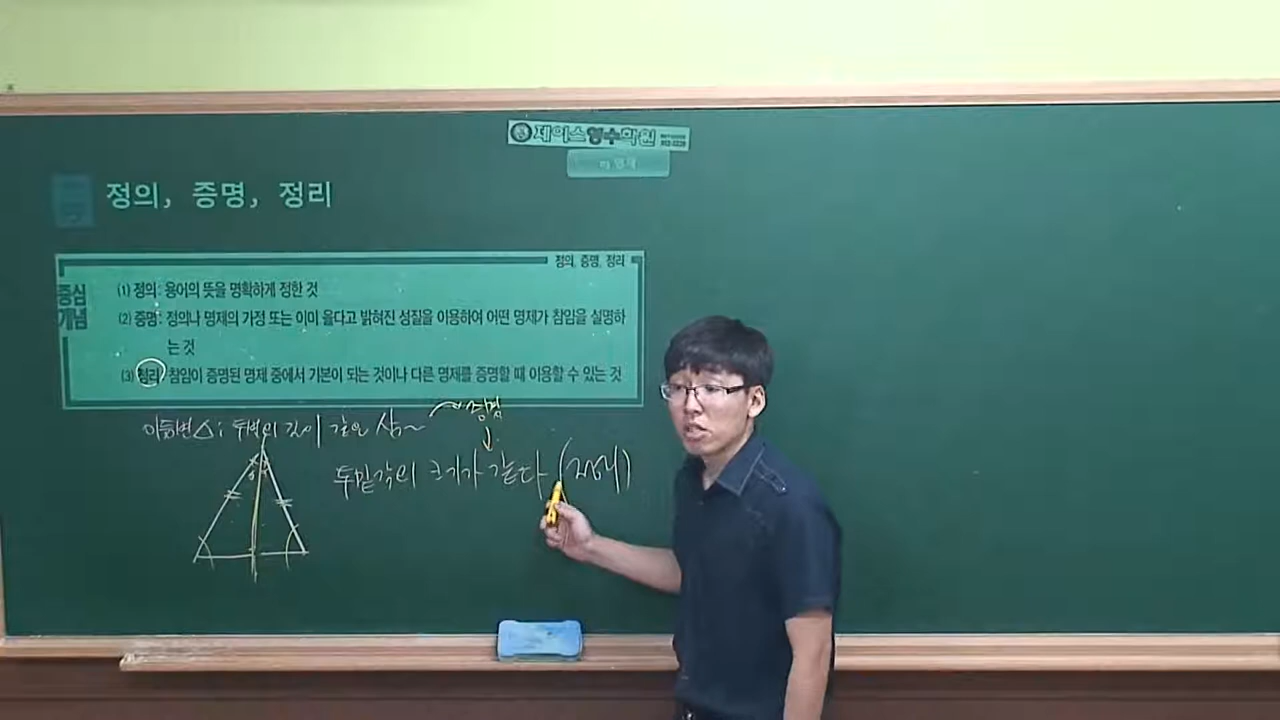 제이스영수학원
명제
정의, 증명, 정리
정의, 증명, 정리
중심
개념
(1) 정의: 용어의 뜻을 명확하게 정한 것
(2) 증명: 정의나 명제의 가정 또는 이미 옳다고 밝혀진 성질을 이용하여 어떤 명제가 참임을 설명하
는 것
(3) 정리: 참임이 증명된 명제 중에서 기본이 되는 것이나 다른 명제를 증명할 때 이용할 수 있는 것
이등변△: 두변의 길이 같은 삼~
증명
두밑각의 크기가 같다 (정리)